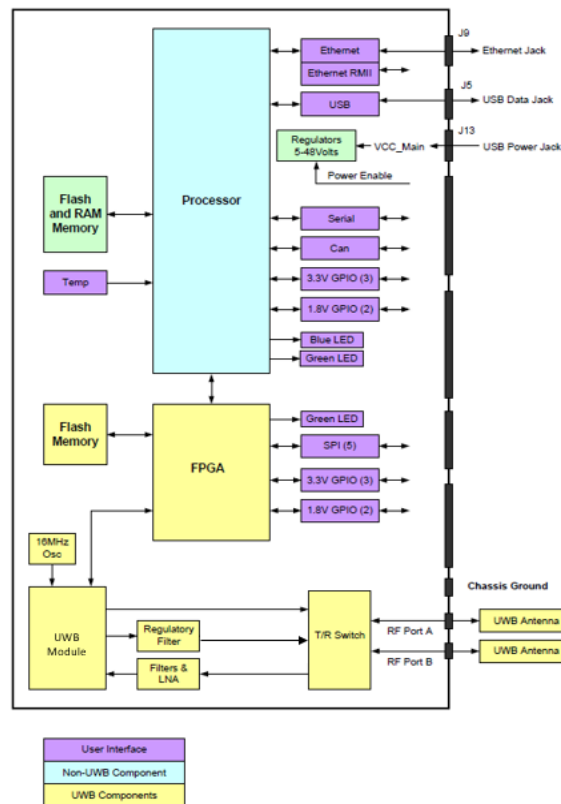 J9
Ethernet
Ethernet Jack
Ethernet RMII
J5
USB
USB Data Jack
J13
Regulators
5-48Volts
VCC_Main
USB Power Jack
Power Enable
Processor
Flash
and RAM
Memory
Serial
Can
Temp
3.3V GPIO (3)
1.8V GPIO (2)
Blue LED
Green LED
Flash
Memory
FPGA
Green LED
SPI (5)
3.3V GPIO (3)
1.8V GPIO (2)
16MHz
Osc
Chassis Ground
UWB
Module
Regulatory
Filter
Filters &
LNA
T/R Switch
RF Port A
UWB Antenna
RF Port B
UWB Antenna
User Interface
Non-UWB Component
UWB Components